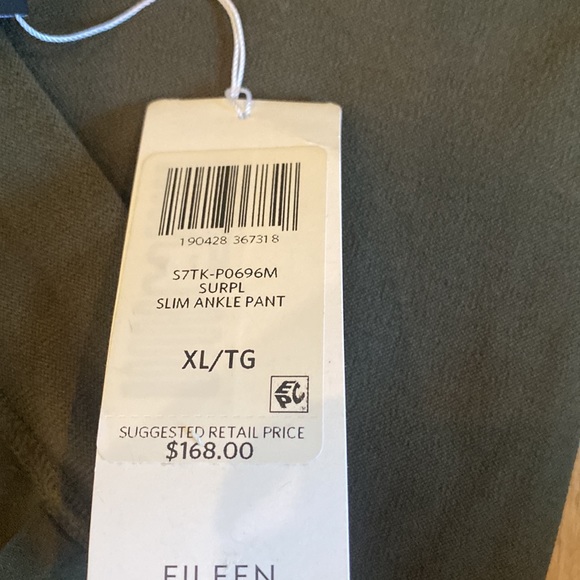 190428 367318
S7TK-P0696M
SURPL
SLIM ANKLE PANT
XL/TG
EPC
SUGGESTED RETAIL PRICE
$168.00
EILEEN